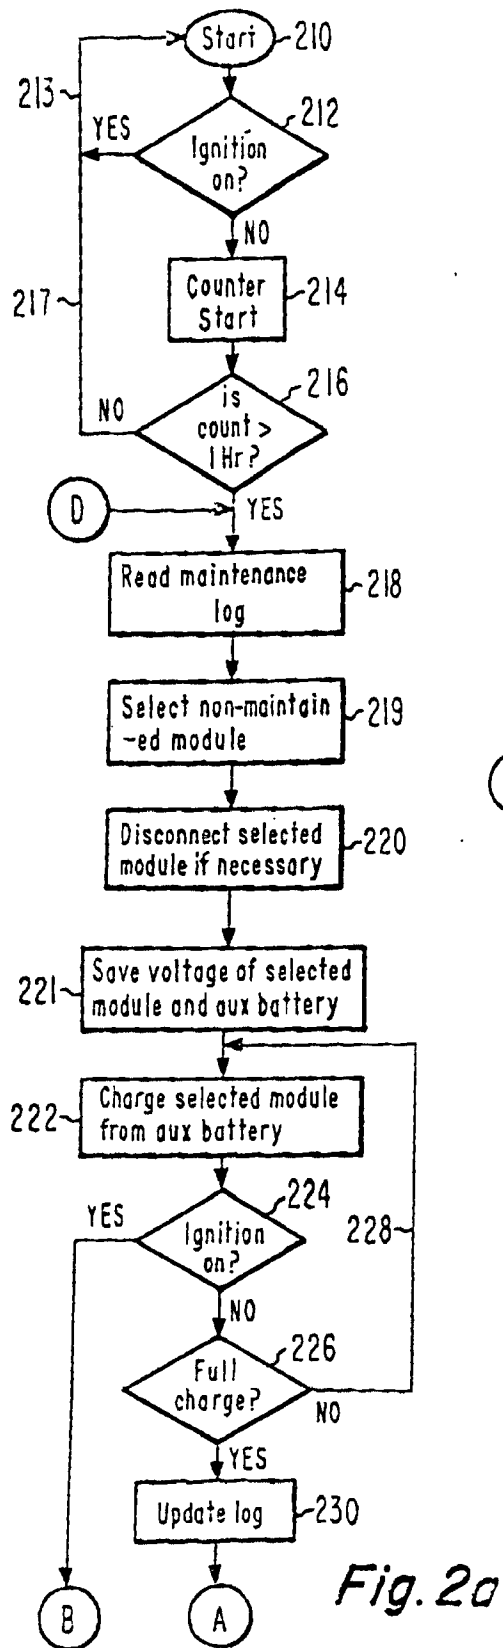 Start
210
213
212
YES
Ignition
on?
NO
217
Counter
Start
214
216
NO
is
count >
1 Hr?
D
YES
Read maintenance
log
218
Select non-maintain
-ed module
219
Disconnect selected
module if necessary
220
221
Save voltage of selected
module and aux battery
222
Charge selected module
from aux battery
224
YES
Ignition
on?
228
NO
226
Full
charge?
NO
YES
Update log
230
B
A
Fig. 2a